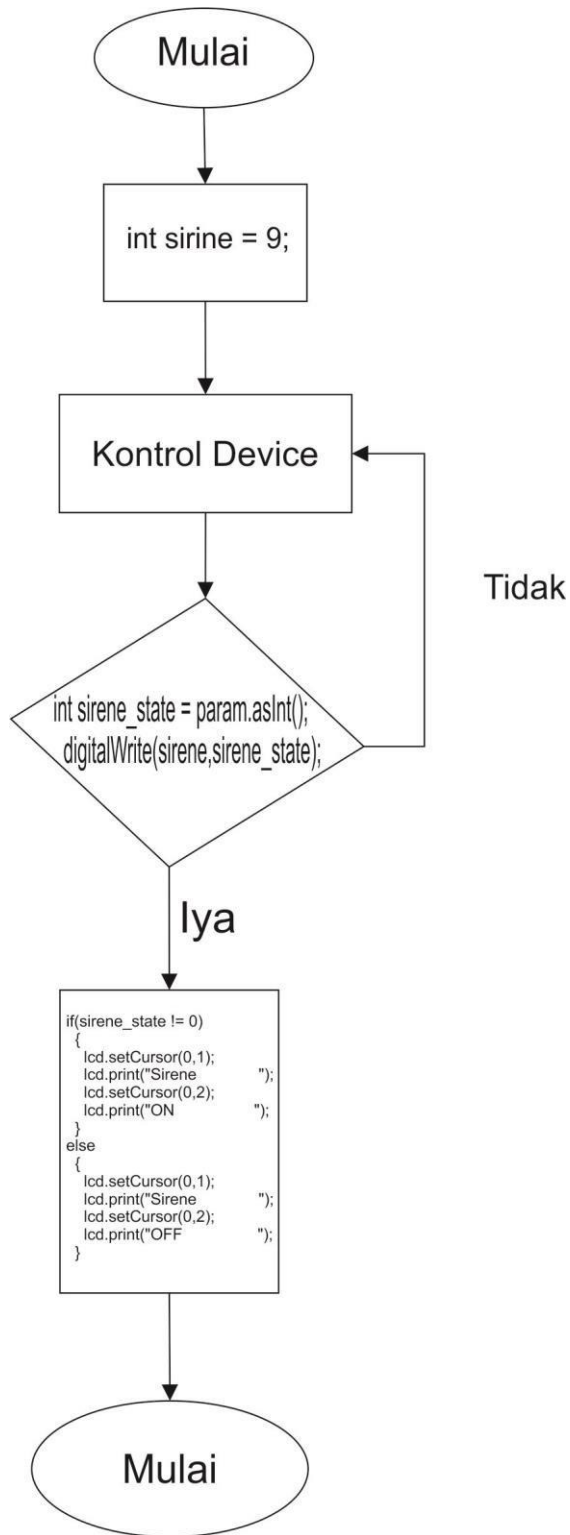 Mulai
int sirine = 9;
Kontrol Device
Tidak
int sirene_state = param.asInt();
digitalWrite(sirene,sirene_state);
Iya
if(sirene_state != 0)
{
lcd.setCursor(0,1);
lcd.print("Sirene ");
lcd.setCursor(0,2);
lcd.print("ON ");
}
else
{
lcd.setCursor(0,1);
lcd.print("Sirene ");
lcd.setCursor(0,2);
lcd.print("OFF ");
}
Mulai